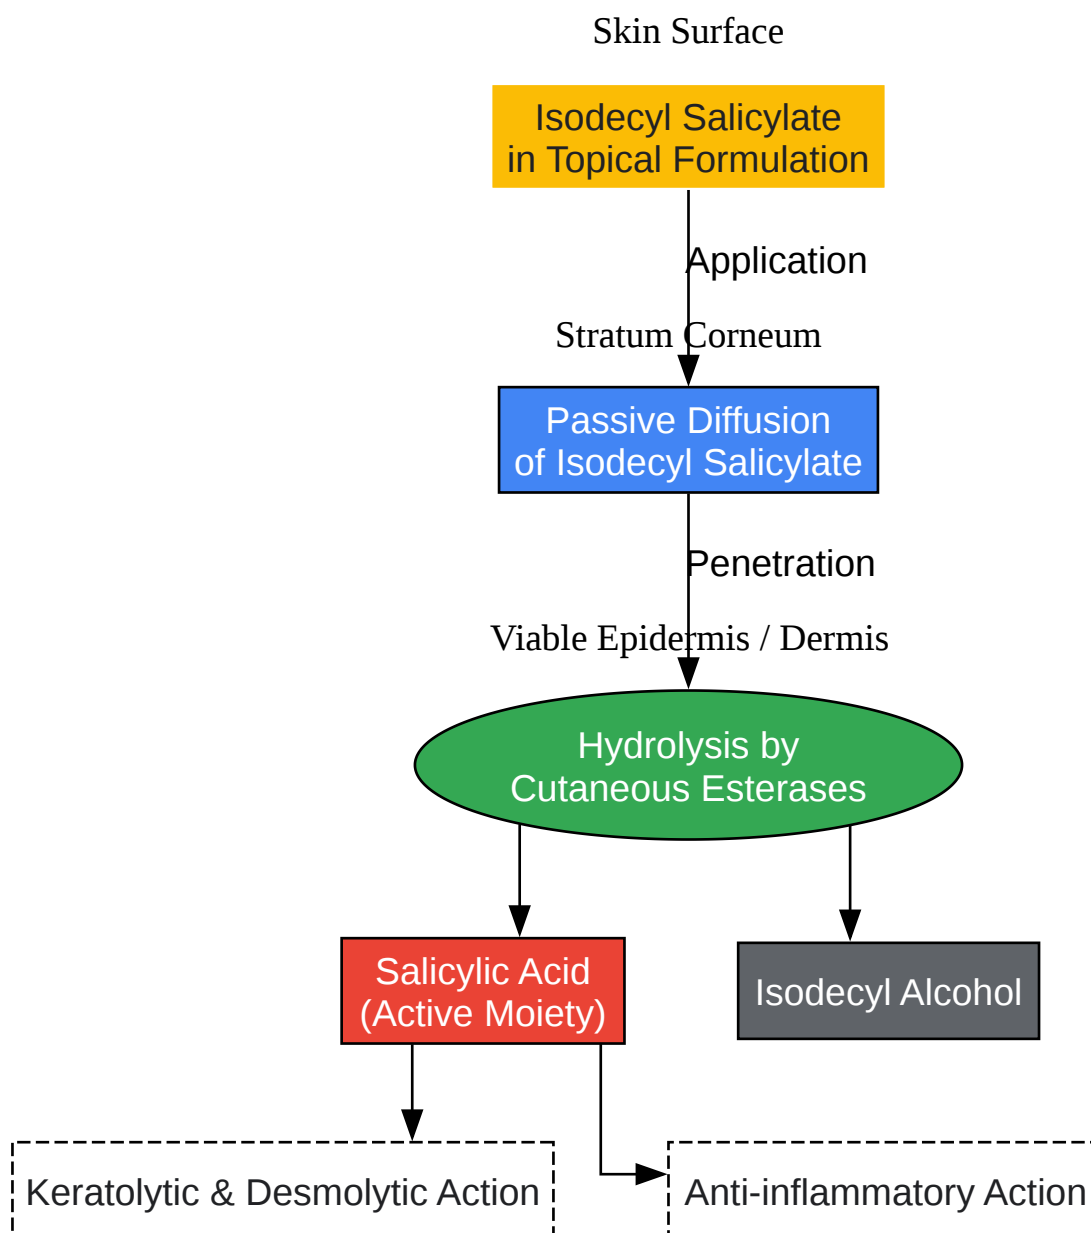 Skin Surface
Isodecyl Salicylate
in Topical Formulation
Application
Stratum Corneum
Passive Diffusion
of Isodecyl Salicylate
Penetration
Viable Epidermis / Dermis
Hydrolysis by
Cutaneous Esterases
Salicylic Acid
(Active Moiety)
Isodecyl Alcohol
Keratolytic & Desmolytic Action
Anti-inflammatory Action